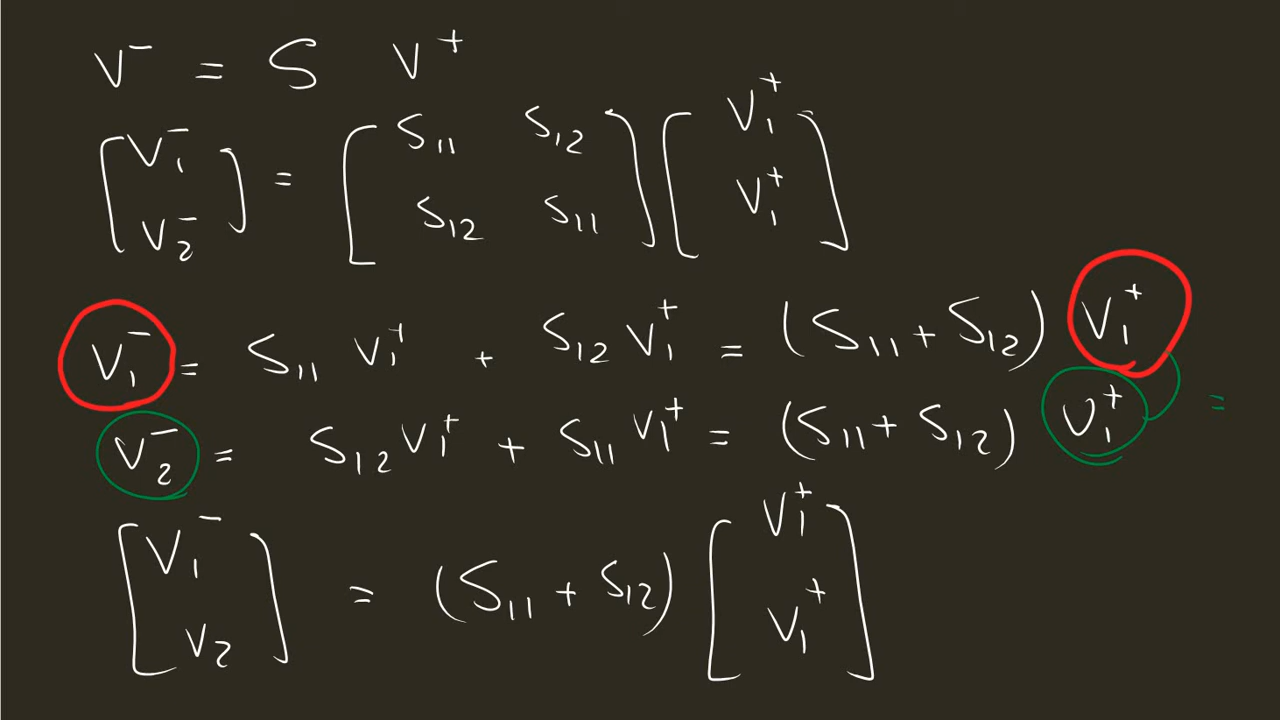 V⁻ = S V⁺
[V₁⁻ V₂⁻] = [S₁₁ S₁₂ S₁₂ S₁₁] [V₁⁺ V₁⁺]
V₁⁻ = S₁₁ V₁⁺ + S₁₂ V₁⁺ = (S₁₁ + S₁₂) V₁⁺
V₂⁻ = S₁₂ V₁⁺ + S₁₁ V₁⁺ = (S₁₁ + S₁₂) V₁⁺ =
[V₁⁻ V₂] = (S₁₁ + S₁₂) [V₁⁺ V₁⁺]